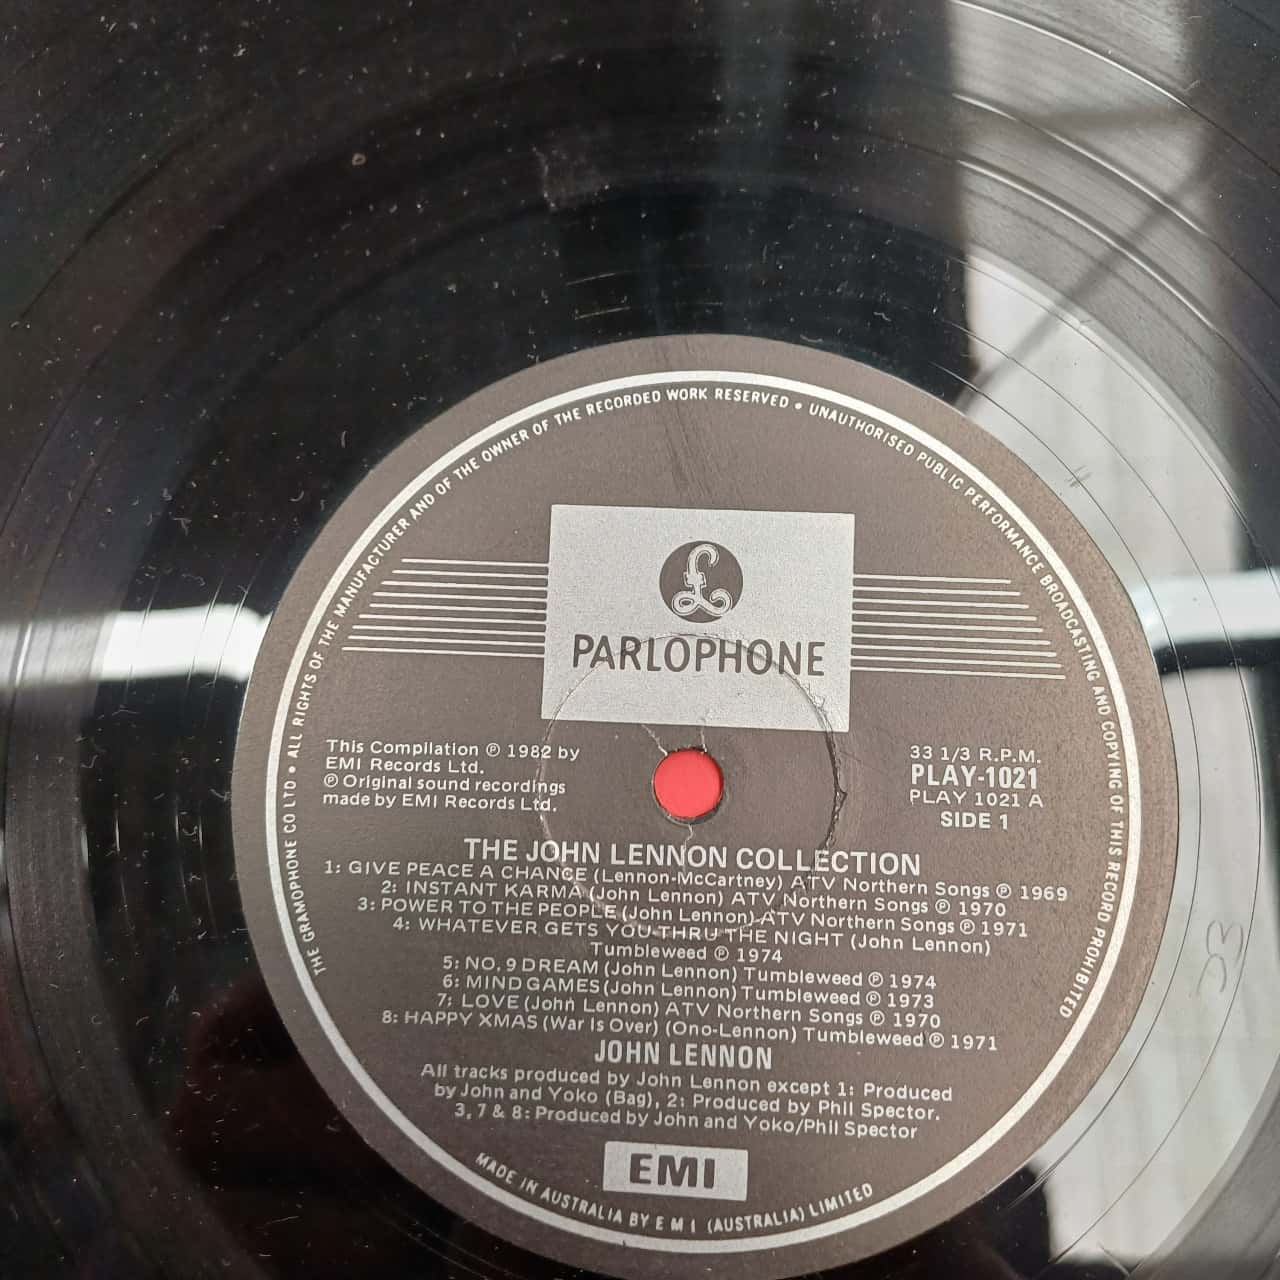 THE GRAMOPHONE CO LTD • ALL RIGHTS OF THE MANUFACTURER AND OF THE OWNER OF THE RECORDED WORK RESERVED • UNAUTHORISED PUBLIC PERFORMANCE BROADCASTING AND COPYING OF THIS RECORD PROHIBITED
£
PARLOPHONE
This Compilation ℗ 1982 by
EMI Records Ltd.
℗ Original sound recordings
made by EMI Records Ltd.
33 1/3 R.P.M.
PLAY-1021
PLAY 1021 A
SIDE 1
THE JOHN LENNON COLLECTION
1: GIVE PEACE A CHANCE (Lennon-McCartney) ATV Northern Songs ℗ 1969
2: INSTANT KARMA (John Lennon) ATV Northern Songs ℗ 1970
3: POWER TO THE PEOPLE (John Lennon) ATV Northern Songs ℗ 1971
4: WHATEVER GETS YOU THRU THE NIGHT (John Lennon)
Tumbleweed ℗ 1974
5: NO. 9 DREAM (John Lennon) Tumbleweed ℗ 1974
6: MIND GAMES (John Lennon) Tumbleweed ℗ 1973
7: LOVE (John Lennon) ATV Northern Songs ℗ 1970
8: HAPPY XMAS (War Is Over) (Ono-Lennon) Tumbleweed ℗ 1971
JOHN LENNON
All tracks produced by John Lennon except 1: Produced
by John and Yoko (Bag), 2: Produced by Phil Spector.
3, 7 & 8: Produced by John and Yoko/Phil Spector
EMI
MADE IN AUSTRALIA BY E M I (AUSTRALIA) LIMITED